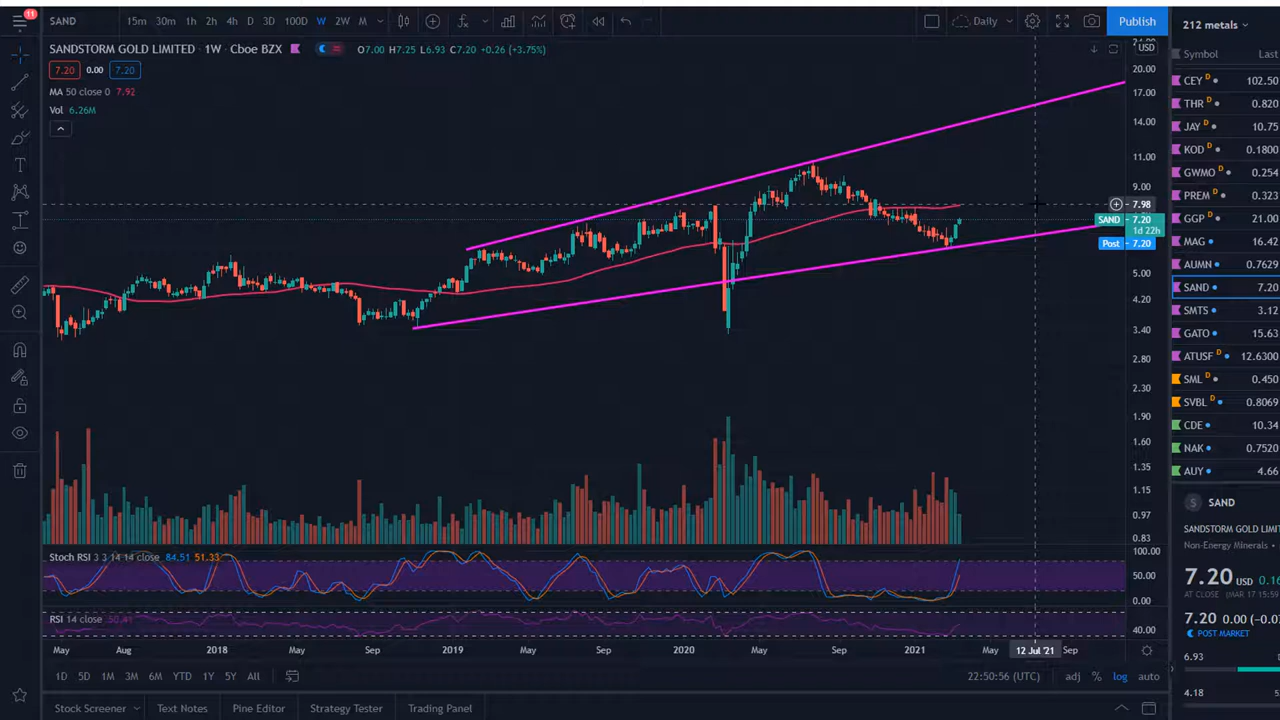 11
SAND
15m 30m 1h 2h 4h D 3D 100D W 2W M
Daily
Publish
212 metals
SANDSTORM GOLD LIMITED · 1W · Cboe BZX
O7.00 H7.25 L6.93 C7.20 +0.26 (+3.75%)
7.20 0.00 7.20
MA 50 close 0 7.92
Vol 6.26M
USD
20.00
17.00
14.00
11.00
9.00
7.98
SAND 7.20
1d 22h
Post 7.20
5.00
4.20
3.40
2.80
2.30
1.90
1.60
1.35
1.15
0.97
0.83
Symbol Last
CEY D 102.50
THR D 0.820
JAY D 10.75
KOD D 0.1800
GWMO D 0.254
PREM D 0.323
GGP D 21.00
MAG 16.42
AUMN D 0.7629
SAND 7.20
SMTS 3.12
GATO 15.63
ATUSF D 12.6300
SML D 0.450
SVBL D 0.8069
CDE 10.34
NAK 0.7520
AUY 4.66
Stoch RSI 3 3 14 14 close 84.51 51.33
100.00
50.00
0.00
RSI 14 close
40.00
May Aug 2018 May Sep 2019 May Sep 2020 May Sep 2021 May 12 Jul '21 Sep
1D 5D 1M 3M 6M YTD 1Y 5Y All
22:50:56 (UTC) adj % log auto
Stock Screener Text Notes Pine Editor Strategy Tester Trading Panel
S SAND
SANDSTORM GOLD LIMIT
Non-Energy Minerals •
7.20 USD 0.16
AT CLOSE (MAR 17 15:59
7.20 0.00 (-0.0
POST MARKET
6.93
4.18